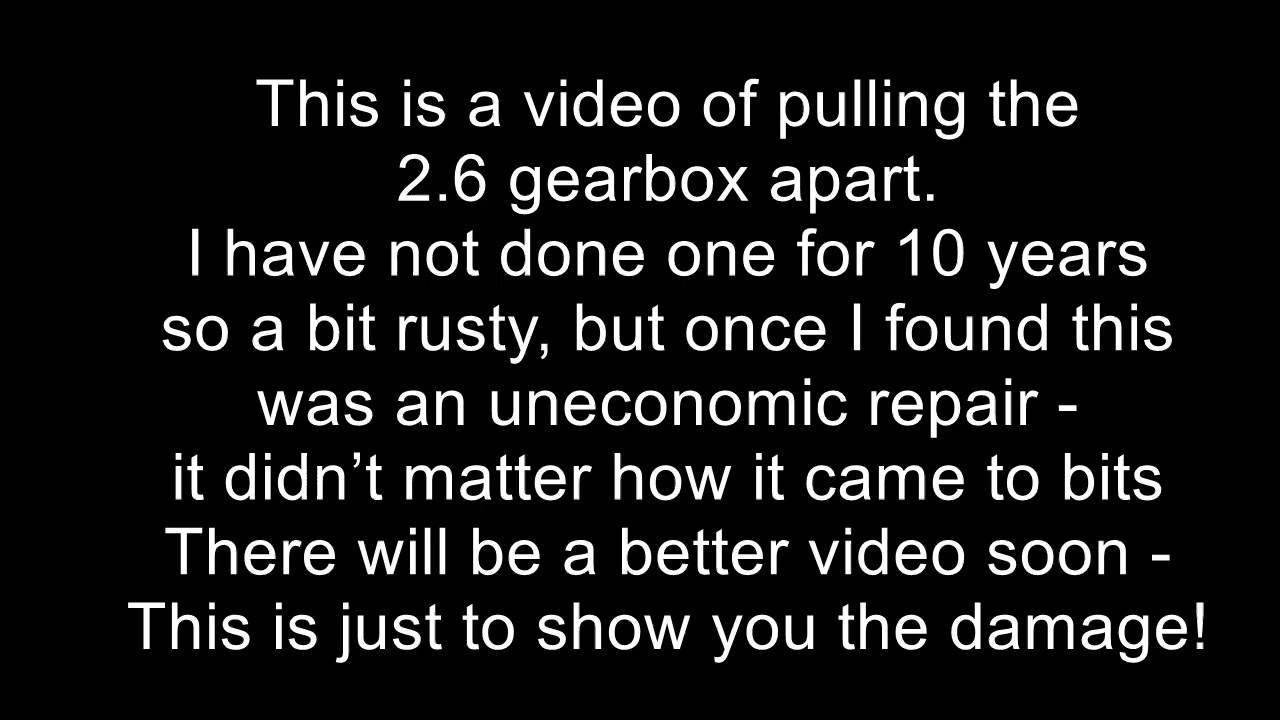 This is a video of pulling the
2.6 gearbox apart.
I have not done one for 10 years
so a bit rusty, but once I found this
was an uneconomic repair -
it didn’t matter how it came to bits
There will be a better video soon -
This is just to show you the damage!